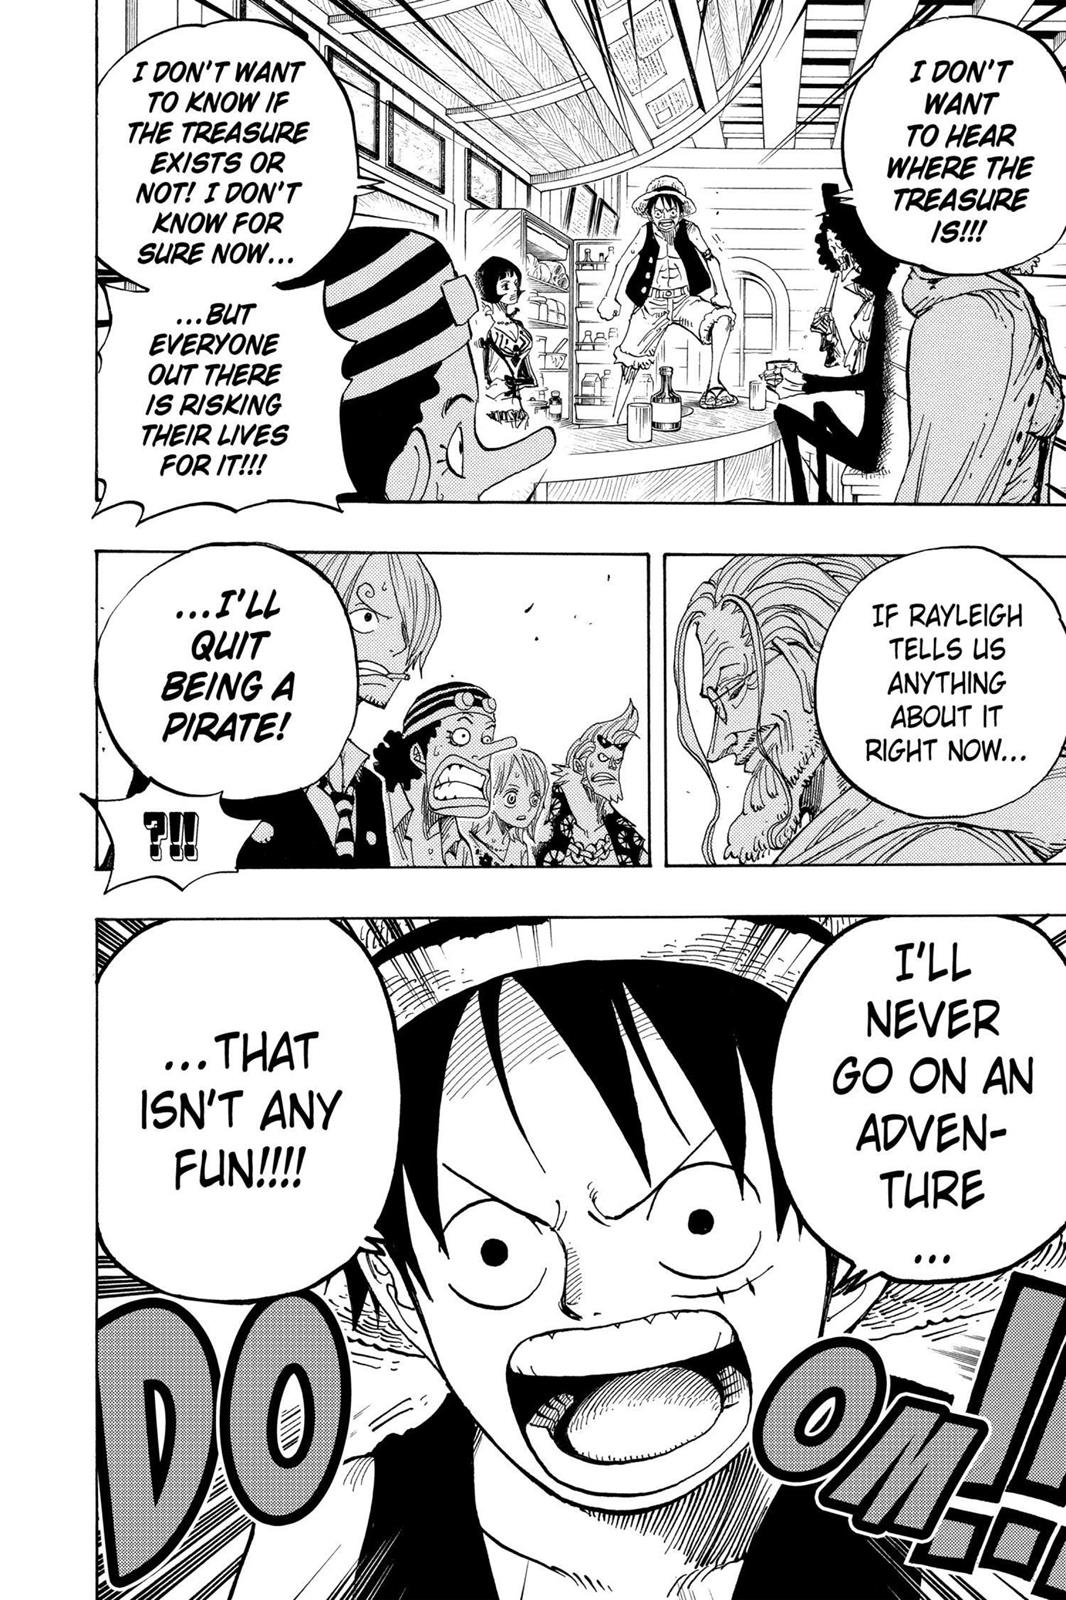 I DON'T
WANT
TO HEAR
WHERE THE
TREASURE
IS!!!
I DON'T WANT
TO KNOW IF
THE TREASURE
EXISTS OR
NOT! I DON'T
KNOW FOR
SURE NOW...
...BUT
EVERYONE
OUT THERE
IS RISKING
THEIR LIVES
FOR IT!!!
IF RAYLEIGH
TELLS US
ANYTHING
ABOUT IT
RIGHT NOW...
...I'LL
QUIT
BEING A
PIRATE!
?!!
I'LL
NEVER
GO ON AN
ADVEN-
TURE
...
...THAT
ISN'T ANY
FUN!!!!
DOOM!!